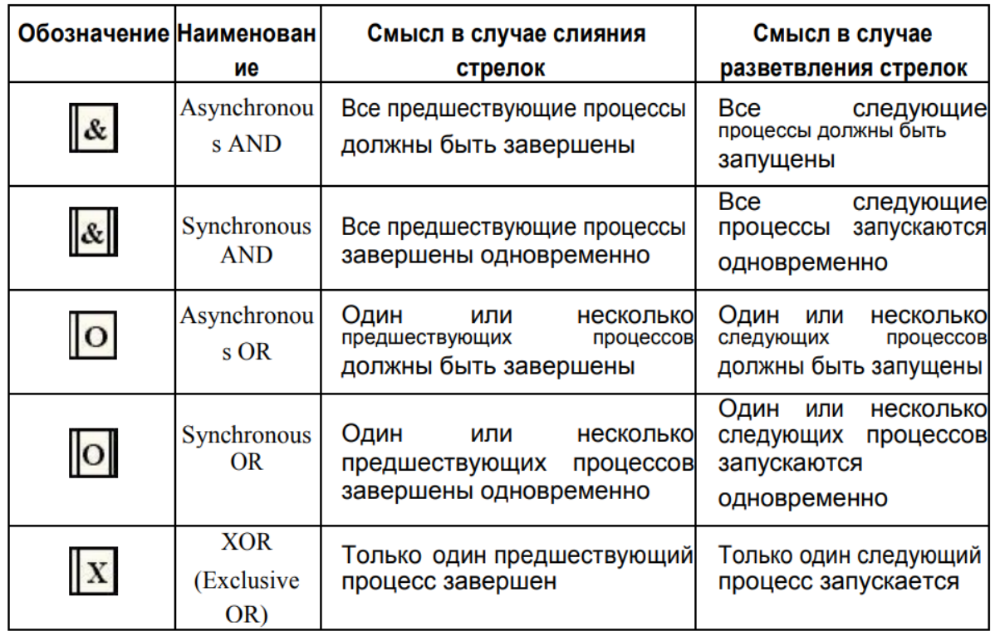 Обозначение Наименован
ие
Смысл в случае слияния
стрелок
Смысл в случае
разветвления стрелок
&
Asynchronou
s AND
Все предшествующие процессы
должны быть завершены
Все следующие
процессы должны быть
запущены
&
Synchronous
AND
Все предшествующие процессы
завершены одновременно
Все следующие
процессы запускаются
одновременно
O
Asynchronou
s OR
Один или несколько
предшествующих процессов
должны быть завершены
Один или несколько
следующих процессов
должны быть запущены
O
Synchronous
OR
Один или несколько
предшествующих процессов
завершены одновременно
Один или несколько
следующих процессов
запускаются
одновременно
X
XOR
(Exclusive
OR)
Только один предшествующий
процесс завершен
Только один следующий
процесс запускается